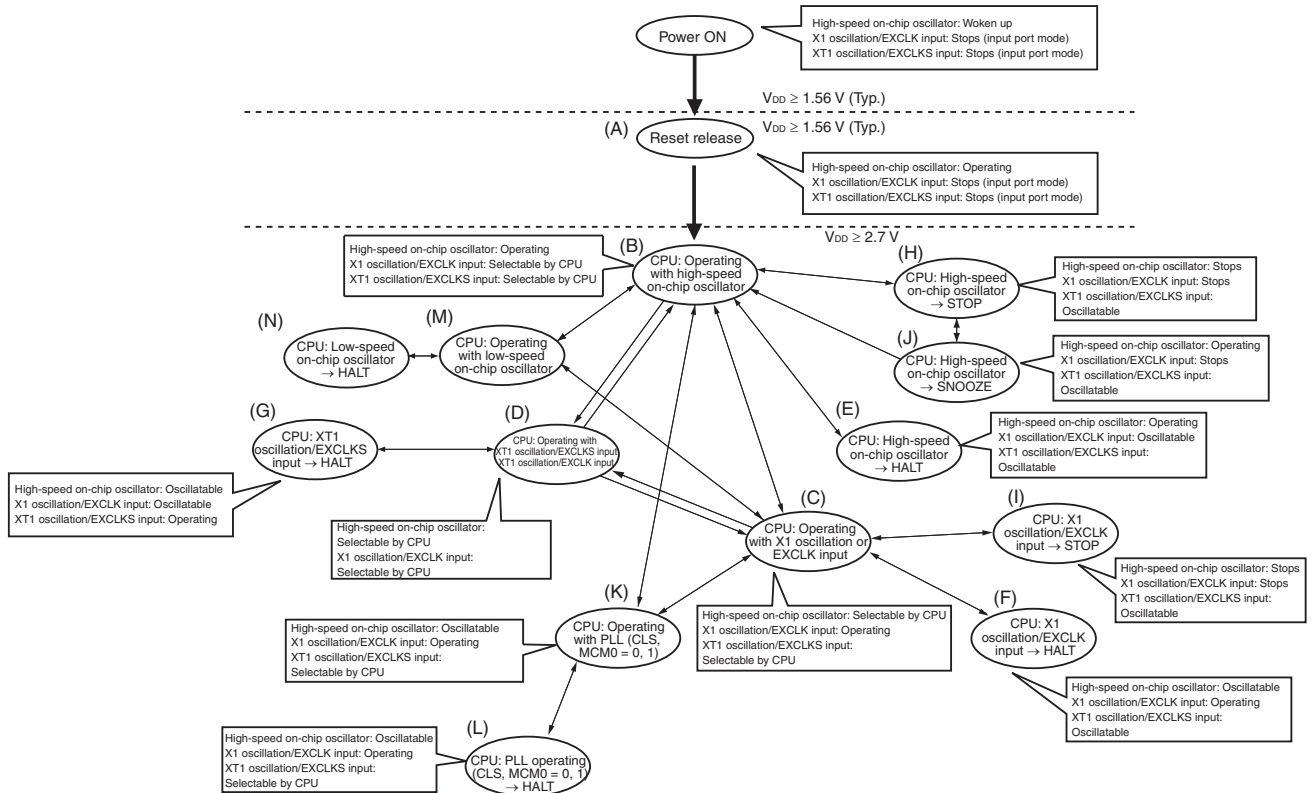 Power ON
High-speed on-chip oscillator: Woken up
X1 oscillation/EXCLK input: Stops (input port mode)
XT1 oscillation/EXCLKS input: Stops (input port mode)
VDD ≥ 1.56 V (Typ.)
(A)
Reset release
VDD ≥ 1.56 V (Typ.)
High-speed on-chip oscillator: Operating
X1 oscillation/EXCLK input: Stops (input port mode)
XT1 oscillation/EXCLKS input: Stops (input port mode)
VDD ≥ 2.7 V
High-speed on-chip oscillator: Operating
X1 oscillation/EXCLK input: Selectable by CPU
XT1 oscillation/EXCLKS input: Selectable by CPU
(B)
CPU: Operating
with high-speed
on-chip oscillator
(H)
CPU: High-speed
on-chip oscillator
→ STOP
High-speed on-chip oscillator: Stops
X1 oscillation/EXCLK input: Stops
XT1 oscillation/EXCLKS input:
Oscillatable
(N)
CPU: Low-speed
on-chip oscillator
→ HALT
(M)
CPU: Operating
with low-speed
on-chip oscillator
(J)
CPU: High-speed
on-chip oscillator
→ SNOOZE
High-speed on-chip oscillator: Operating
X1 oscillation/EXCLK input: Stops
XT1 oscillation/EXCLKS input:
Oscillatable
(G)
CPU: XT1
oscillation/EXCLKS
input → HALT
(D)
CPU: Operating with
XT1 oscillation/EXCLKS input
XT1 oscillation/EXCLK input
(E)
CPU: High-speed
on-chip oscillator
→ HALT
High-speed on-chip oscillator: Operating
X1 oscillation/EXCLK input: Oscillatable
XT1 oscillation/EXCLKS input:
Oscillatable
High-speed on-chip oscillator: Oscillatable
X1 oscillation/EXCLK input: Oscillatable
XT1 oscillation/EXCLKS input: Operating
High-speed on-chip oscillator:
Selectable by CPU
X1 oscillation/EXCLK input:
Selectable by CPU
(C)
CPU: Operating
with X1 oscillation or
EXCLK input
(I)
CPU: X1
oscillation/EXCLK
input → STOP
High-speed on-chip oscillator: Stops
X1 oscillation/EXCLK input: Stops
XT1 oscillation/EXCLKS input:
Oscillatable
(K)
CPU: Operating
with PLL (CLS,
MCM0 = 0, 1)
High-speed on-chip oscillator: Oscillatable
X1 oscillation/EXCLK input: Operating
XT1 oscillation/EXCLKS input:
Selectable by CPU
High-speed on-chip oscillator: Selectable by CPU
X1 oscillation/EXCLK input: Operating
XT1 oscillation/EXCLKS input:
Selectable by CPU
(F)
CPU: X1
oscillation/EXCLK
input → HALT
High-speed on-chip oscillator: Oscillatable
X1 oscillation/EXCLK input: Operating
XT1 oscillation/EXCLKS input:
Oscillatable
(L)
CPU: PLL operating
(CLS, MCM0 = 0, 1)
→ HALT
High-speed on-chip oscillator: Oscillatable
X1 oscillation/EXCLK input: Operating
XT1 oscillation/EXCLKS input:
Selectable by CPU